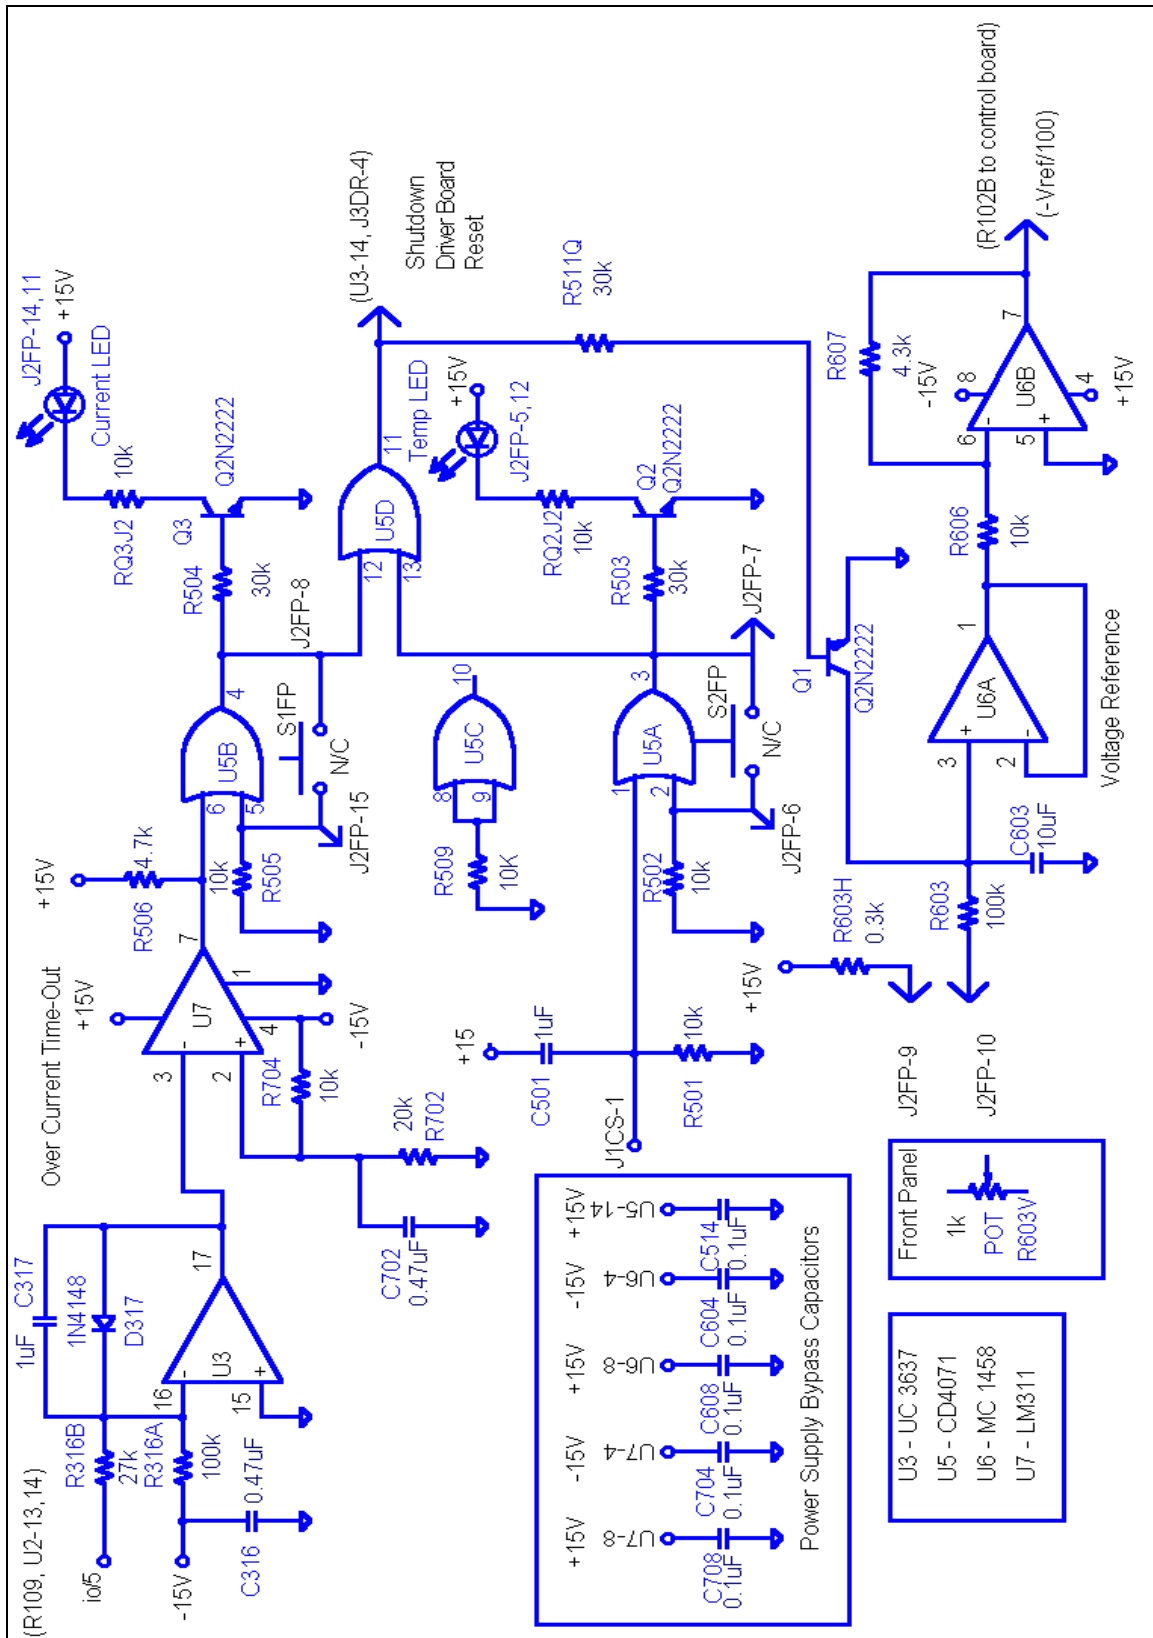 (R109, U2-13,14)
io/5
R316B
27k
-15V
R316A
100k
C316
0.47uF
1uF
C317
1N4148
D317
16
-
15
+
U3
17
Over Current Time-Out
+15V
3
-
2
+
U7
7
1
4
-15V
R704
10k
20k
R702
C702
0.47uF
+15V
R506
4.7k
10k
R505
6
5
U5B
4
J2FP-15
S1FP
N/C
J2FP-8
R504
30k
Q3
Q2N2222
RQ3J2
10k
Current LED
J2FP-14,11
+15V
R509
10K
8
9
U5C
10
12
13
U5D
11
(U3-14, J3DR-4)
Shutdown
Driver Board
Reset
+15
C501
1uF
J1CS-1
R501
10k
R502
10k
1
2
U5A
3
J2FP-6
S2FP
N/C
J2FP-7
R503
30k
Q2
Q2N2222
RQ2J2
10k
Temp LED
J2FP-5,12
+15V
R511Q
30k
+15V
R603H
0.3k
J2FP-9
J2FP-10
R603
100k
C603
10uF
Q1
Q2N2222
3
+
2
-
U6A
1
Voltage Reference
R606
10k
R607
4.3k
-15V
8
6
-
5
+
U6B
7
4
+15V
(R102B to control board)
(-Vref/100)
+15V
-15V
+15V
-15V
+15V
U7-8
U7-4
U6-8
U6-4
U5-14
C708
0.1uF
C704
0.1uF
C608
0.1uF
C604
0.1uF
C514
0.1uF
Power Supply Bypass Capacitors
Front Panel
1k
POT
R603V
U3 - UC 3637
U5 - CD4071
U6 - MC 1458
U7 - LM311